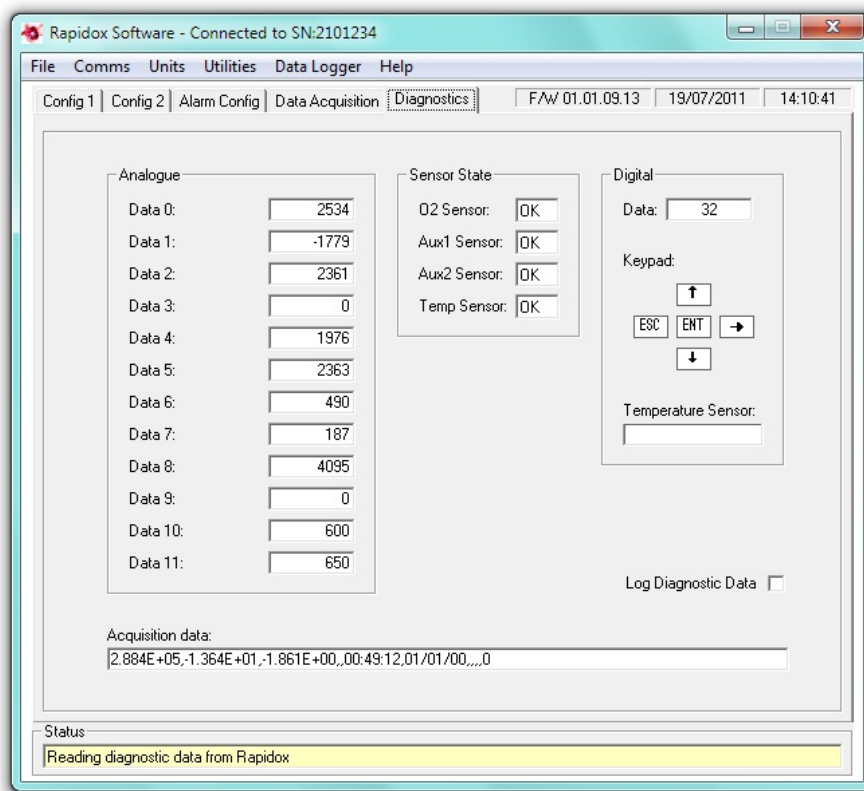 Rapidox Software - Connected to SN:2101234
File Comms Units Utilities Data Logger Help
Config 1 Config 2 Alarm Config Data Acquisition Diagnostics F/W 01.01.09.13 19/07/2011 14:10:41
Analogue
Data 0: 2534
Data 1: -1779
Data 2: 2361
Data 3: 0
Data 4: 1976
Data 5: 2363
Data 6: 490
Data 7: 187
Data 8: 4095
Data 9: 0
Data 10: 600
Data 11: 650
Sensor State
O2 Sensor: OK
Aux1 Sensor: OK
Aux2 Sensor: OK
Temp Sensor: OK
Digital
Data: 32
Keypad:
↑
ESC ENT →
↓
Temperature Sensor:
Log Diagnostic Data
Acquisition data:
2.884E+05,-1.364E+01,-1.861E+00,,00:49:12,01/01/00,,,,0
Status
Reading diagnostic data from Rapidox